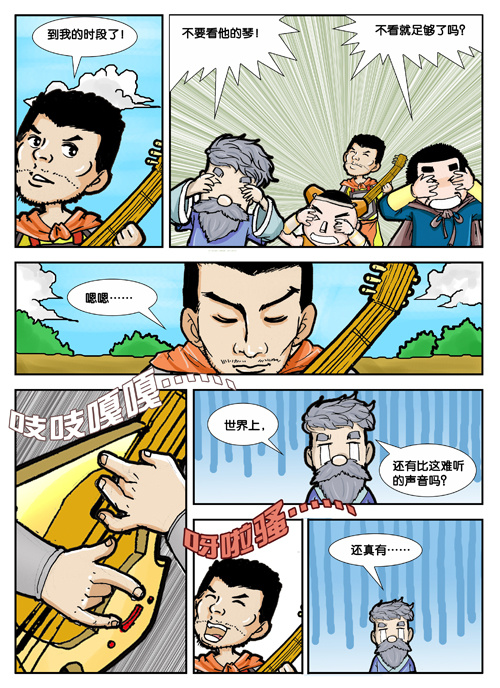 到我的时段了！
不要看他的琴！
不看就足够了吗？
嗯嗯……
吱吱嘎嘎……
世界上，
还有比这难听
的声音吗？
呀啦骚……
还真有……